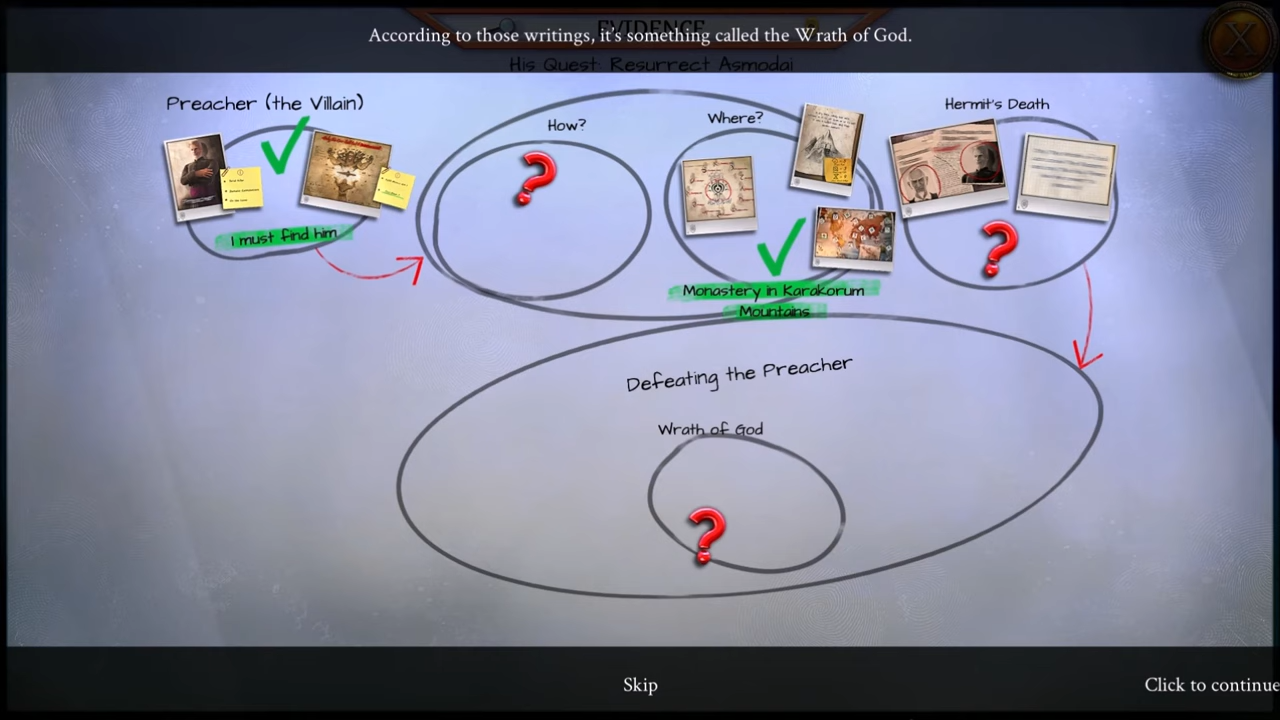 EVIDENCE
According to those writings, it's something called the Wrath of God.
His Quest: Resurrect Asmodai
X
Preacher (the Villain)
I must find him
How?
Where?
Monastery in Karakorum
Mountains
Hermit's Death
Defeating the Preacher
Wrath of God
Skip
Click to continue